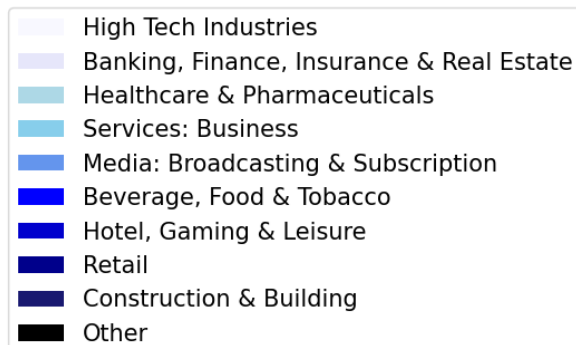 High Tech Industries
Banking, Finance, Insurance & Real Estate
Healthcare & Pharmaceuticals
Services: Business
Media: Broadcasting & Subscription
Beverage, Food & Tobacco
Hotel, Gaming & Leisure
Retail
Construction & Building
Other